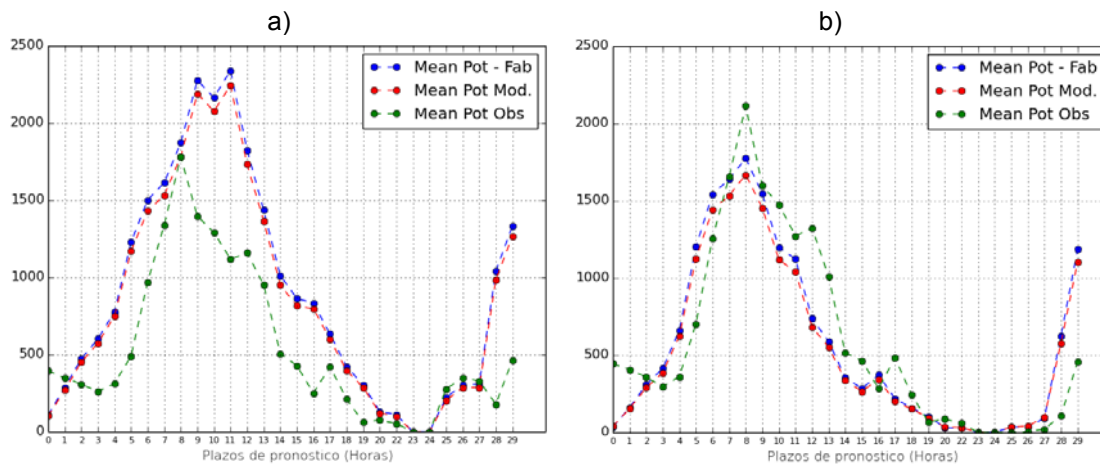 a)
2500
2000
1500
1000
500
0
Mean Pot - Fab
Mean Pot Mod.
Mean Pot Obs
0 1 2 3 4 5 6 7 8 9 10 11 12 13 14 15 16 17 18 19 20 22 23 24 25 26 27 28 29
Plazos de pronostico (Horas)
b)
2500
2000
1500
1000
500
0
Mean Pot - Fab
Mean Pot Mod.
Mean Pot Obs
0 1 2 3 4 5 6 7 8 9 10 11 12 13 14 15 16 17 18 19 20 22 23 24 25 26 27 28 29
Plazos de pronostico (Horas)